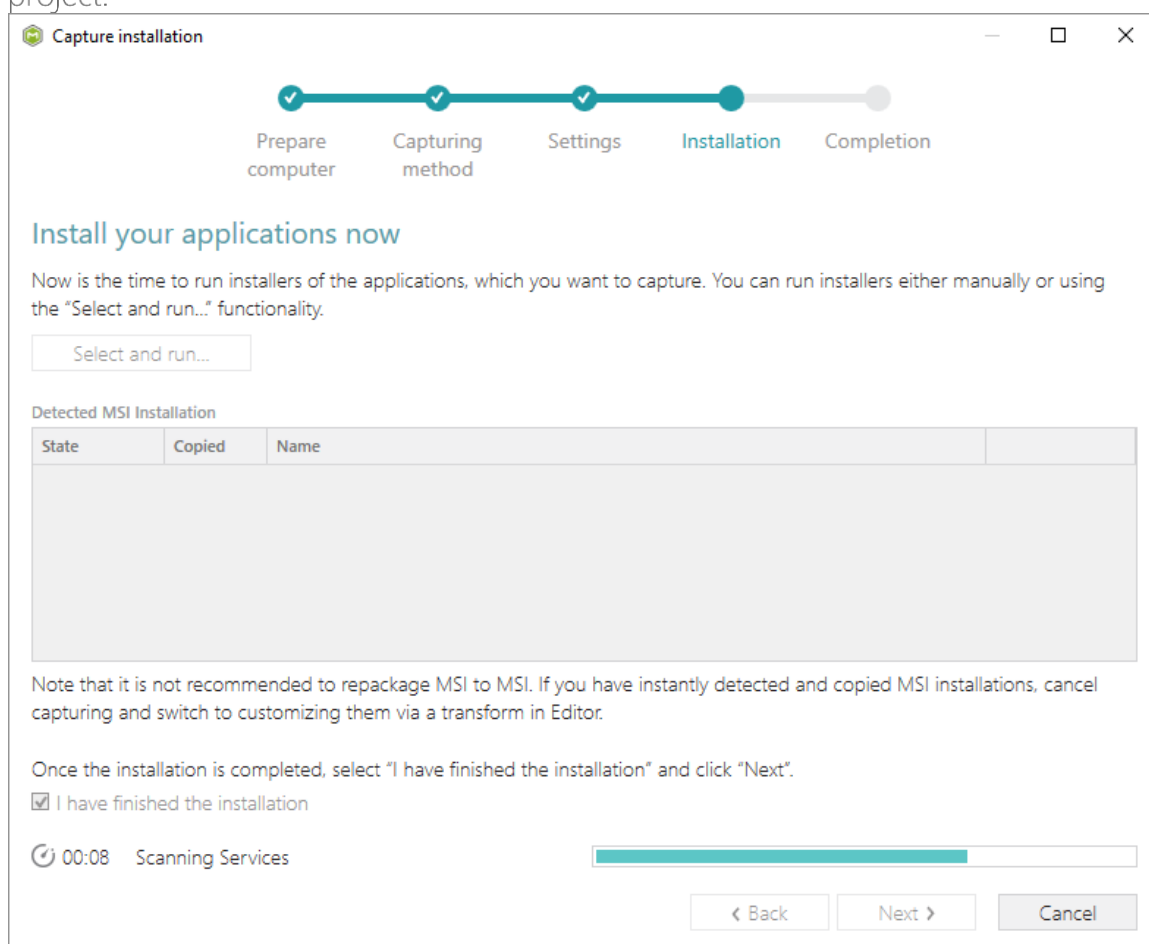 project.
Capture installation
Prepare computer
Capturing method
Settings
Installation
Completion
Install your applications now
Now is the time to run installers of the applications, which you want to capture. You can run installers either manually or using
the “Select and run...” functionality.
Select and run...
Detected MSI Installation
State Copied Name
Note that it is not recommended to repackage MSI to MSI. If you have instantly detected and copied MSI installations, cancel
capturing and switch to customizing them via a transform in Editor.
Once the installation is completed, select “I have finished the installation” and click “Next”.
I have finished the installation
00:08 Scanning Services
Back Next Cancel